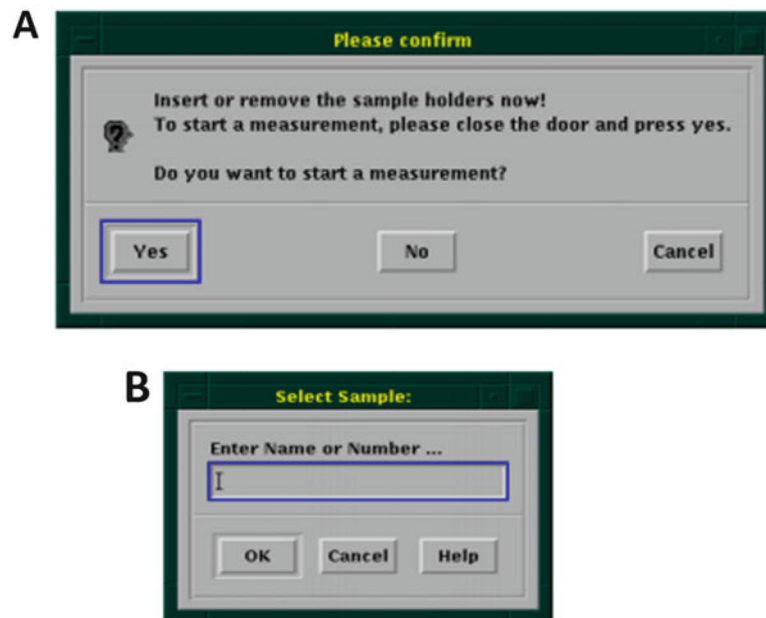 A
Please confirm
Insert or remove the sample holders now!
To start a measurement, please close the door and press yes.
Do you want to start a measurement?
Yes No Cancel
B
Select Sample:
Enter Name or Number ...
OK Cancel Help